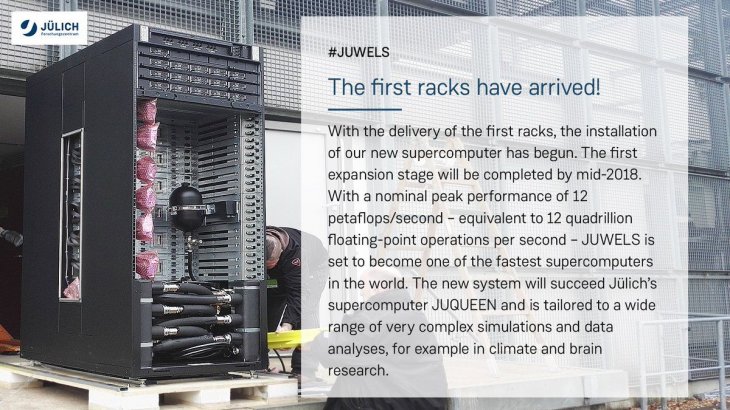 JÜLICH
Forschungszentrum
#JUWELS
The first racks have arrived!
With the delivery of the first racks, the installation
of our new supercomputer has begun. The first
expansion stage will be completed by mid-2018.
With a nominal peak performance of 12
petaflops/second – equivalent to 12 quadrillion
floating-point operations per second – JUWELS is
set to become one of the fastest supercomputers
in the world. The new system will succeed Jülich's
supercomputer JUQUEEN and is tailored to a wide
range of very complex simulations and data
analyses, for example in climate and brain
research.